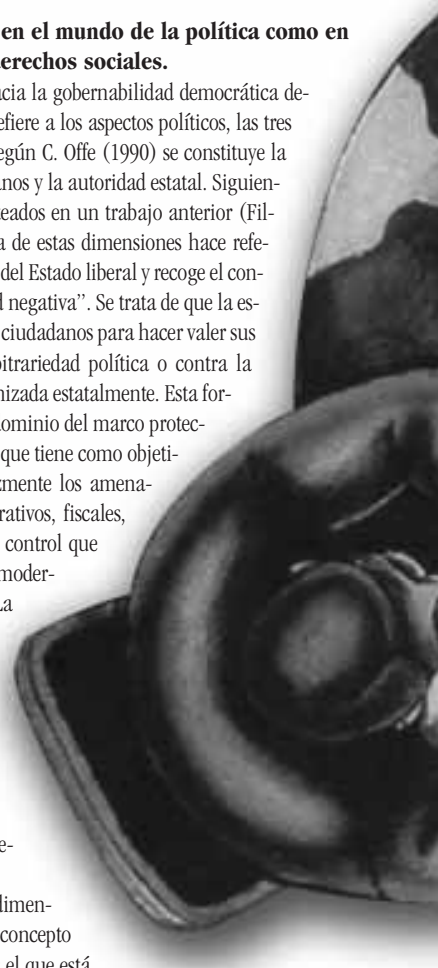 en el mundo de la política como en
derechos sociales.
acia la gobernabilidad democrática de-
efiere a los aspectos políticos, las tres
egún C. Offe (1990) se constituye la
anos y la autoridad estatal. Siguien-
eados en un trabajo anterior (Fil-
a de estas dimensiones hace refe-
del Estado liberal y recoge el con-
d negativa”. Se trata de que la es-
ciudadanos para hacer valer sus
bitrariedad política o contra la
nizada estatalmente. Esta for-
dominio del marco protec-
que tiene como objeti-
zmente los amena-
rativos, fiscales,
control que
moder-
La
e-
dimen-
concepto
el que está